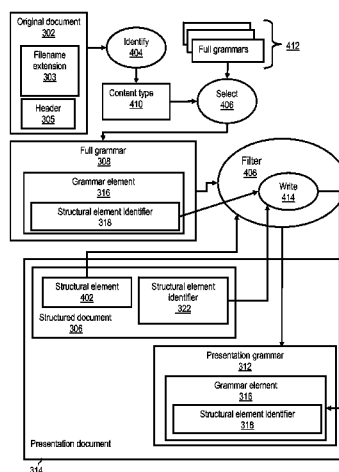 Original document
302
Filename
extension
303
Header
305
Identify
404
Content type
410
Full grammars
412
Select
406
Full grammar
308
Grammar element
316
Structural element Identifier
318
Filter
408
Write
414
Structural element
402
Structural element
identifier
322
Structured document
306
Presentation grammar
312
Grammar element
316
Structural element Identifier
318
Presentation document
314